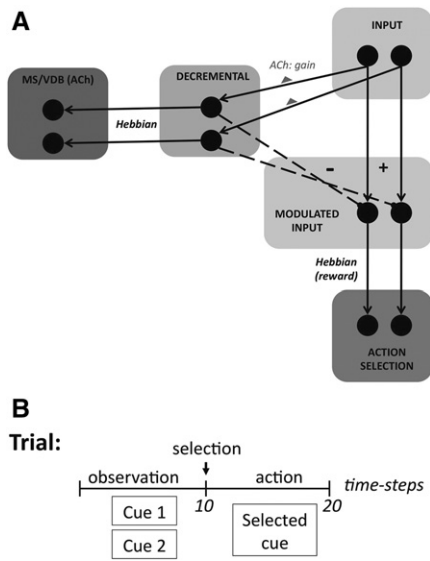 A
INPUT
MS/VDB (ACh)
DECREMENTAL
ACh: gain
Hebbian
- +
MODULATED
INPUT
Hebbian
(reward)
ACTION
SELECTION
B
Trial:
selection
observation action time-steps
10 20
Cue 1
Cue 2
Selected
cue